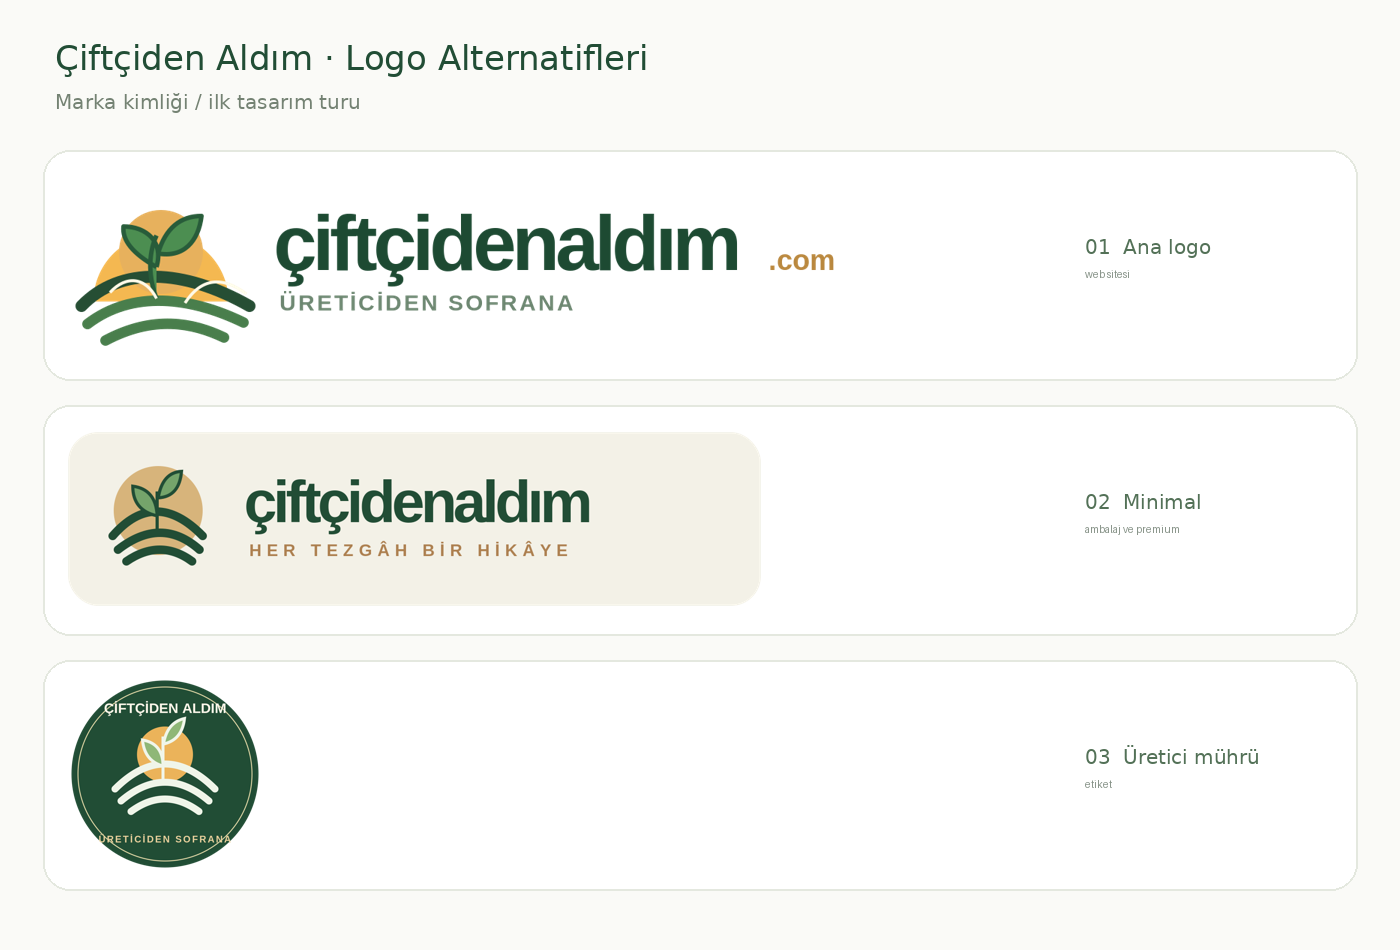 Çiftçiden Aldım · Logo Alternatifleri
Marka kimliği / ilk tasarım turu
çiftçidenaldım .com
ÜRETİCİDEN SOFRANA
01 Ana logo
web sitesi
çiftçidenaldım
HER TEZGÂH BİR HİKÂYE
02 Minimal
ambalaj ve premium
ÇİFTÇİDEN ALDIM
ÜRETİCİDEN SOFRANA
03 Üretici mührü
etiket